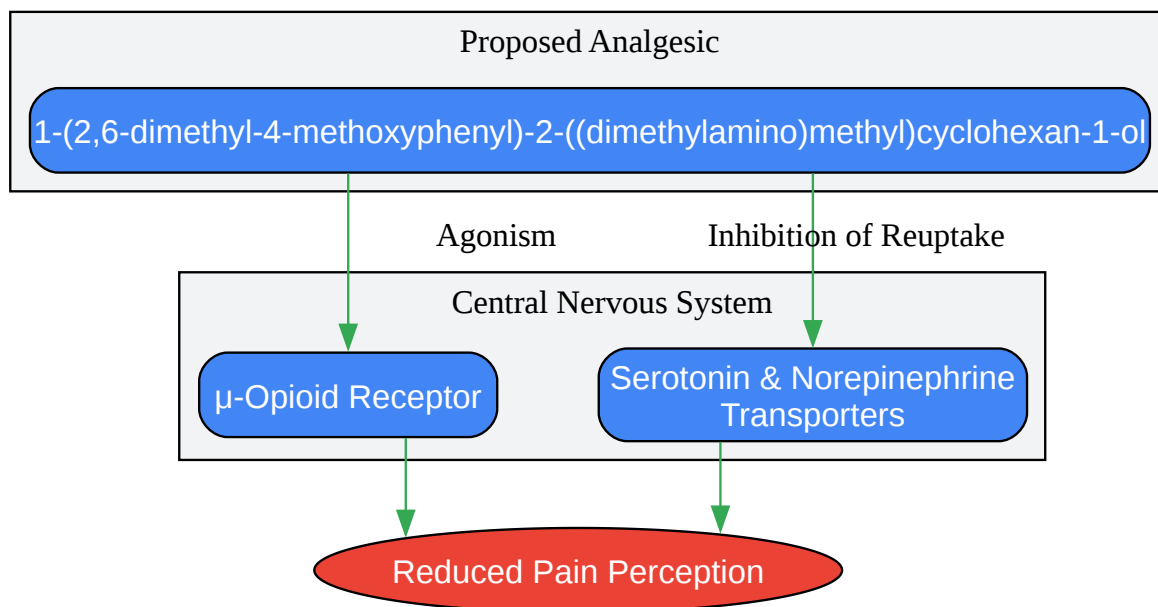 Proposed Analgesic
1-(2,6-dimethyl-4-methoxyphenyl)-2-((dimethylamino)methyl)cyclohexan-1-ol
Agonism
Inhibition of Reuptake
Central Nervous System
μ-Opioid Receptor
Serotonin & Norepinephrine
Transporters
Reduced Pain Perception